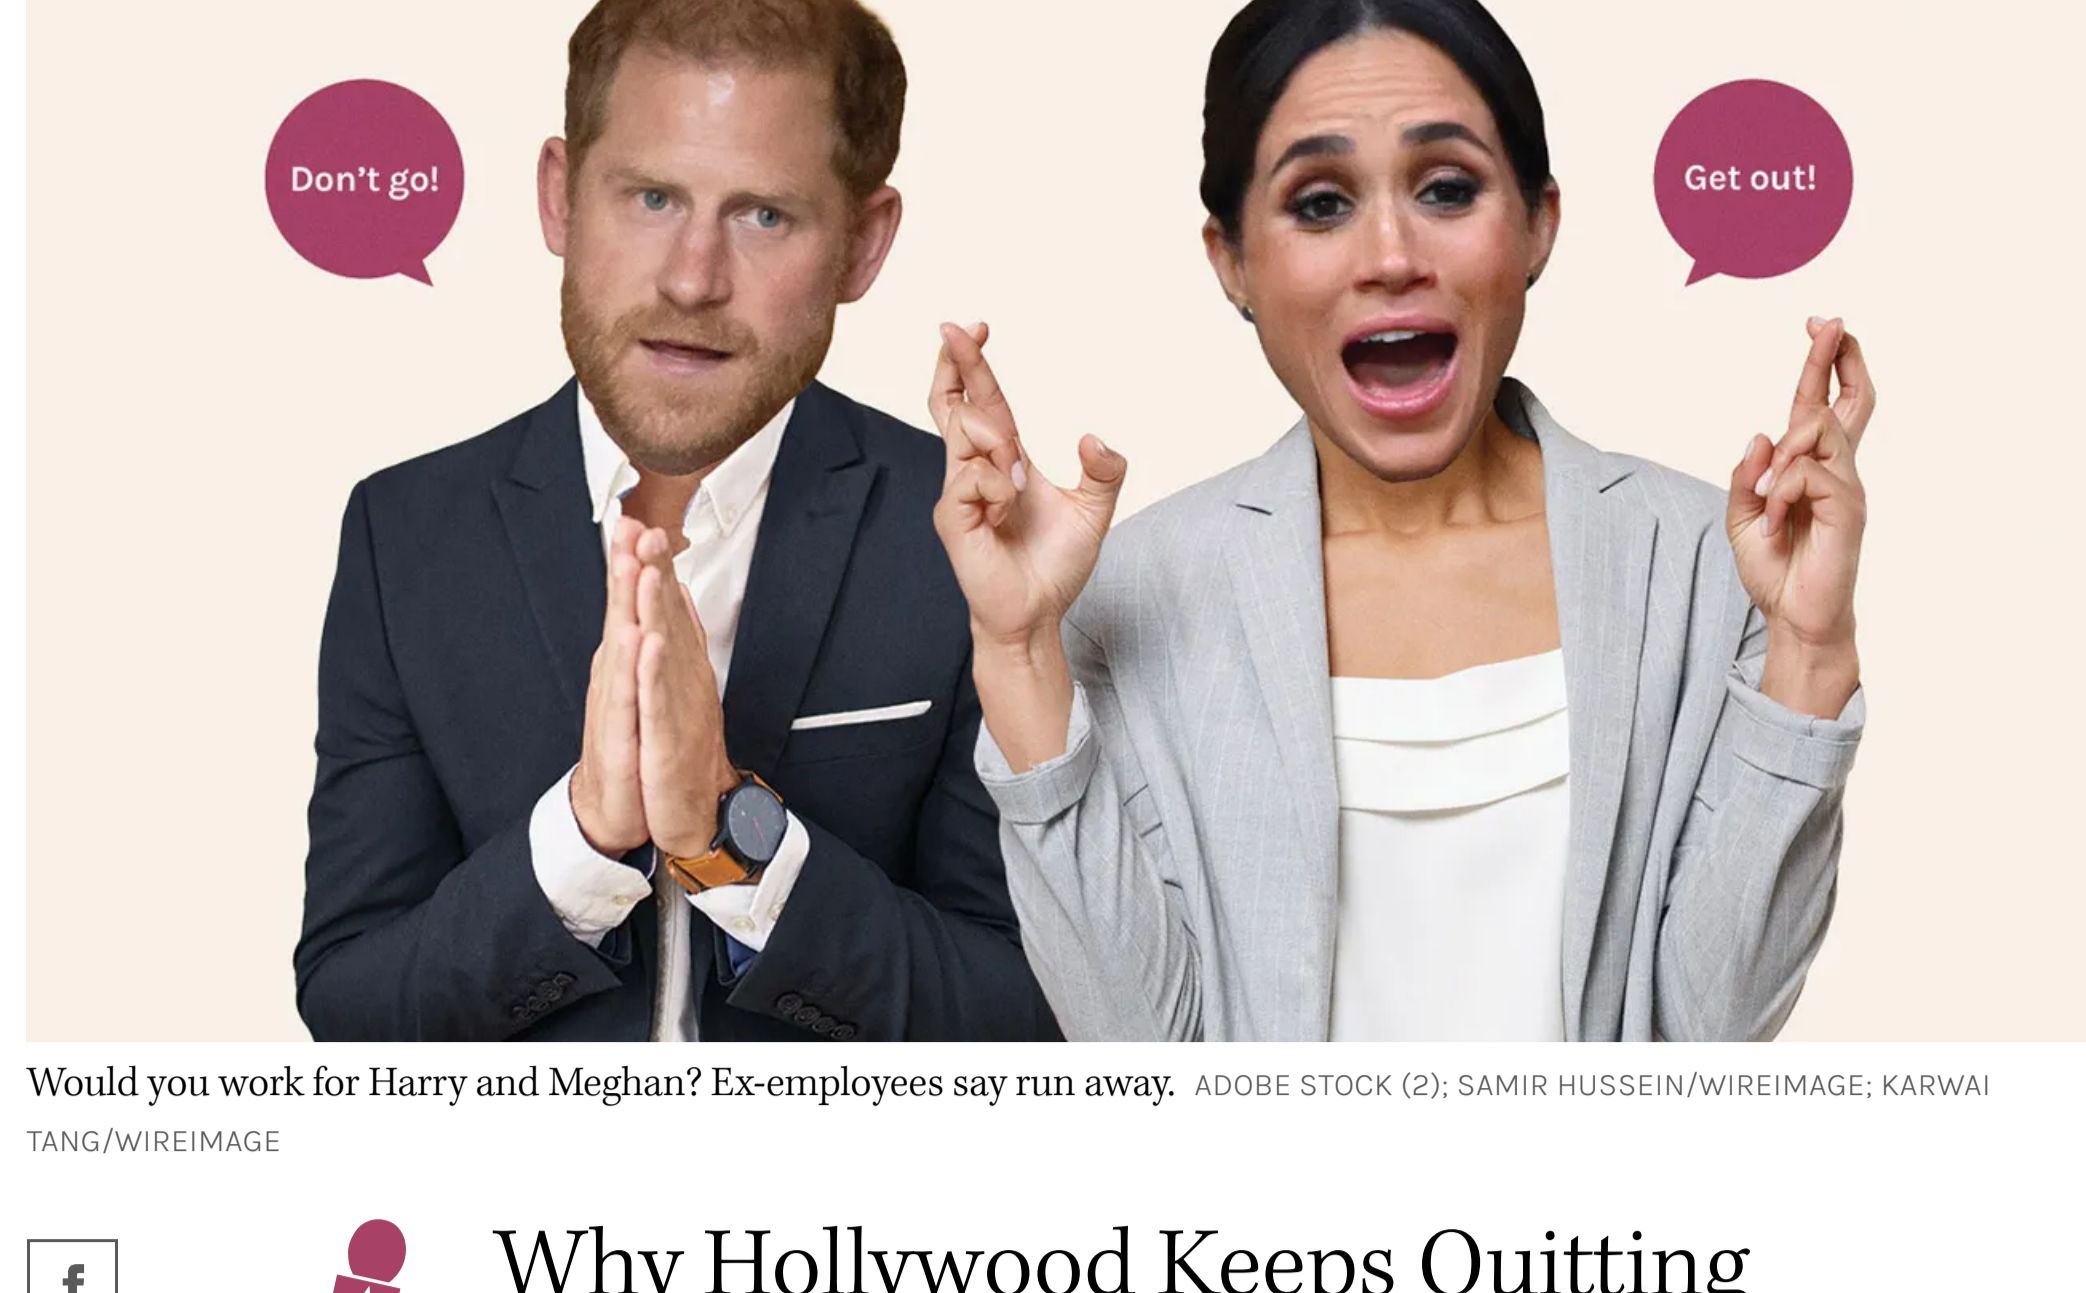 Don't go!
Get out!
Would you work for Harry and Meghan? Ex-employees say run away. ADOBE STOCK (2); SAMIR HUSSEIN/WIREIMAGE; KARWAI
TANG/WIREIMAGE
f
Why Hollywood Keeps Quitting